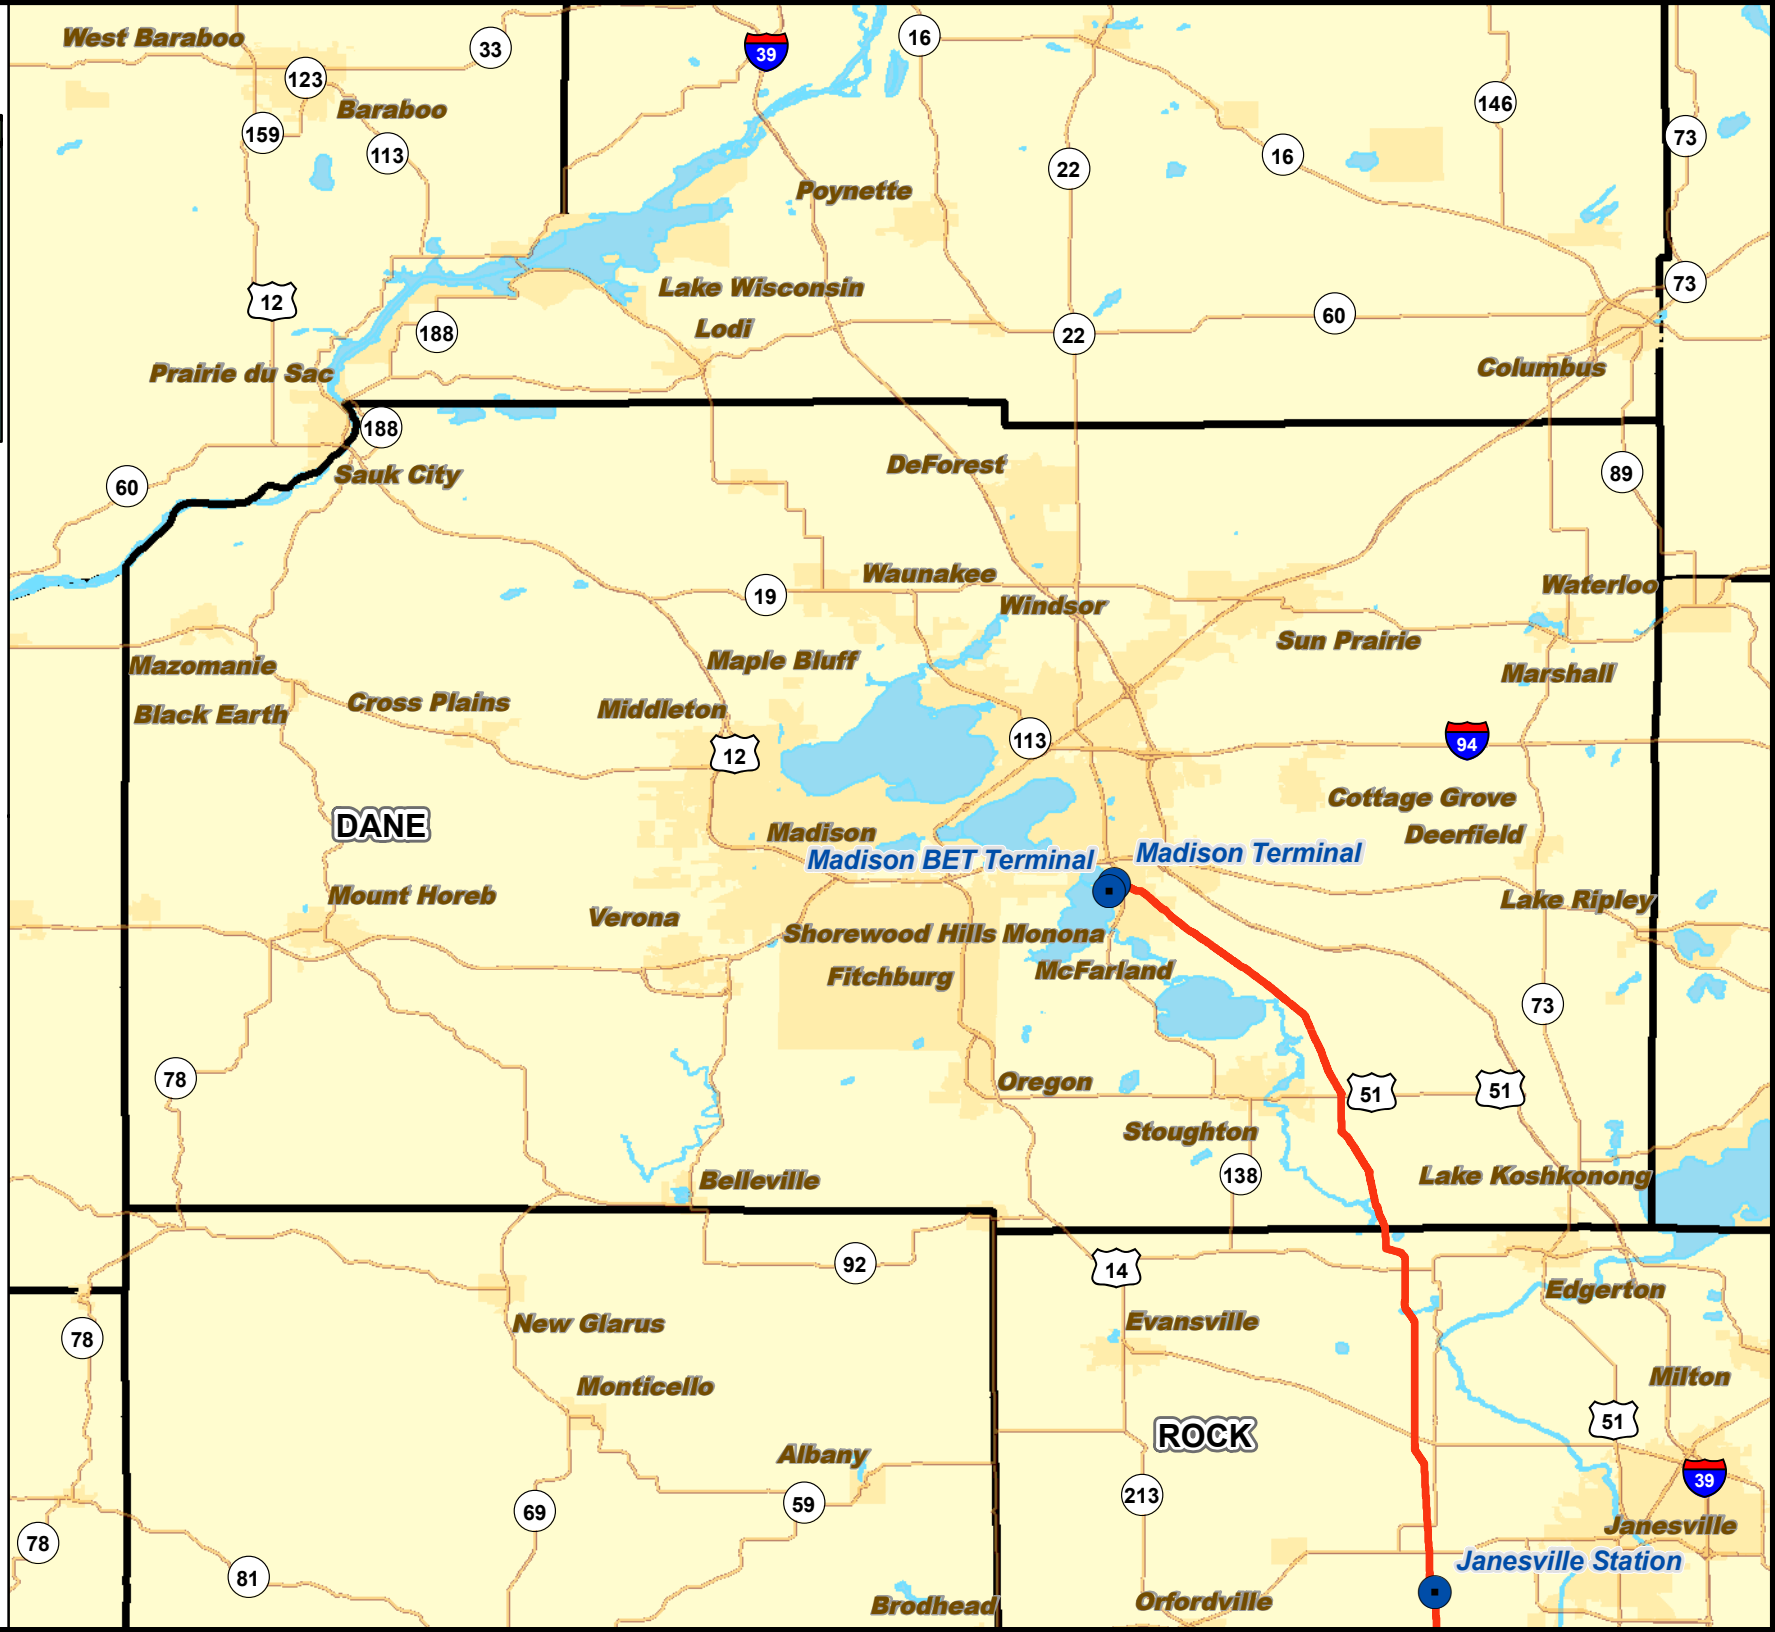 West Baraboo
33
39
16
123
Baraboo
146
159
113
73
16
22
Poynette
12
Lake Wisconsin
73
188
Lodi
60
22
Prairie du Sac
Columbus
188
DeForest
Sauk City
89
60
Waunakee
Waterloo
19
Windsor
Sun Prairie
Mazomanie
Maple Bluff
Marshall
Black Earth
Cross Plains
Middleton
12
113
94
Cottage Grove
DANE
Madison
Deerfield
Madison BET Terminal
Madison Terminal
Mount Horeb
Verona
Lake Ripley
Shorewood Hills
Monona
Fitchburg
McFarland
73
78
Oregon
51
51
Stoughton
Belleville
138
Lake Koshkonong
92
14
Edgerton
New Glarus
Evansville
78
Monticello
Milton
51
ROCK
Albany
39
69
59
213
Janesville
78
Janesville Station
81
Brodhead
Orfordville